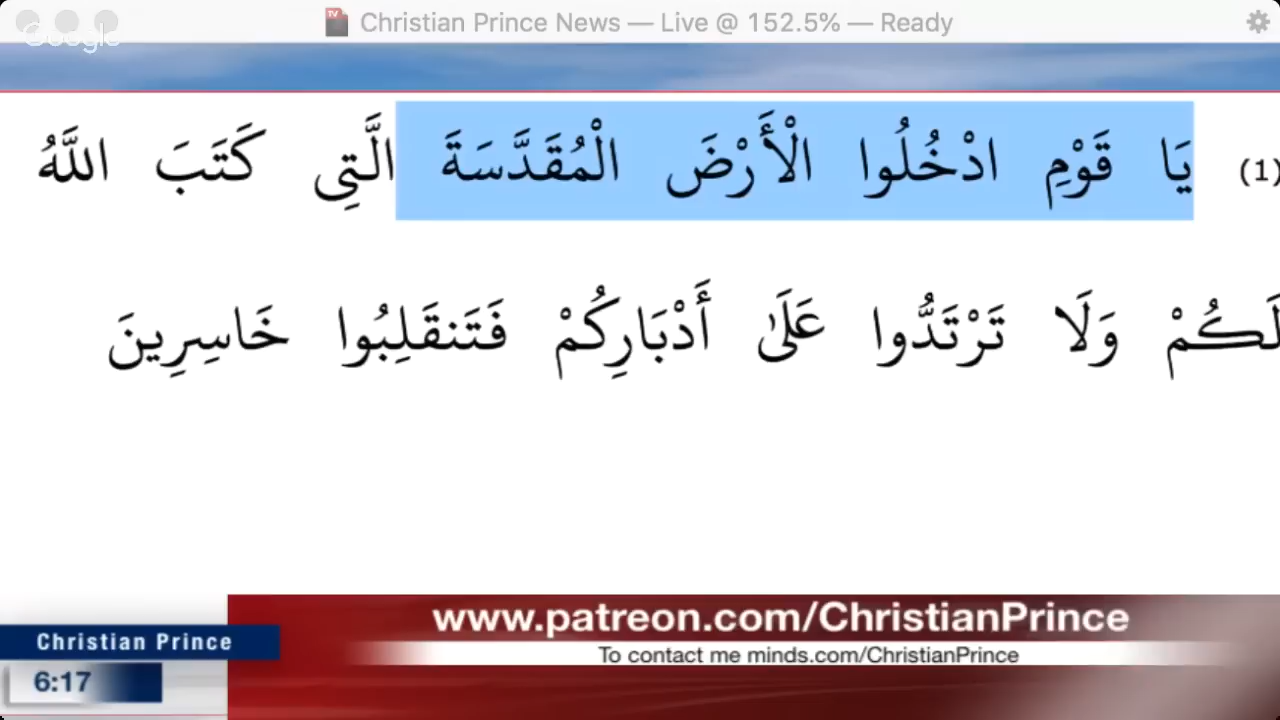 Google
Christian Prince News — Live @ 152.5% — Ready
(1) يَا قَوْمِ ادْخُلُوا الْأَرْضَ الْمُقَدَّسَةَ الَّتِي كَتَبَ اللَّهُ
لَكُمْ وَلَا تَرْتَدُّوا عَلَىٰ أَدْبَارِكُمْ فَتَنقَلِبُوا خَاسِرِينَ
www.patreon.com/ChristianPrince
To contact me minds.com/ChristianPrince
Christian Prince
6:17